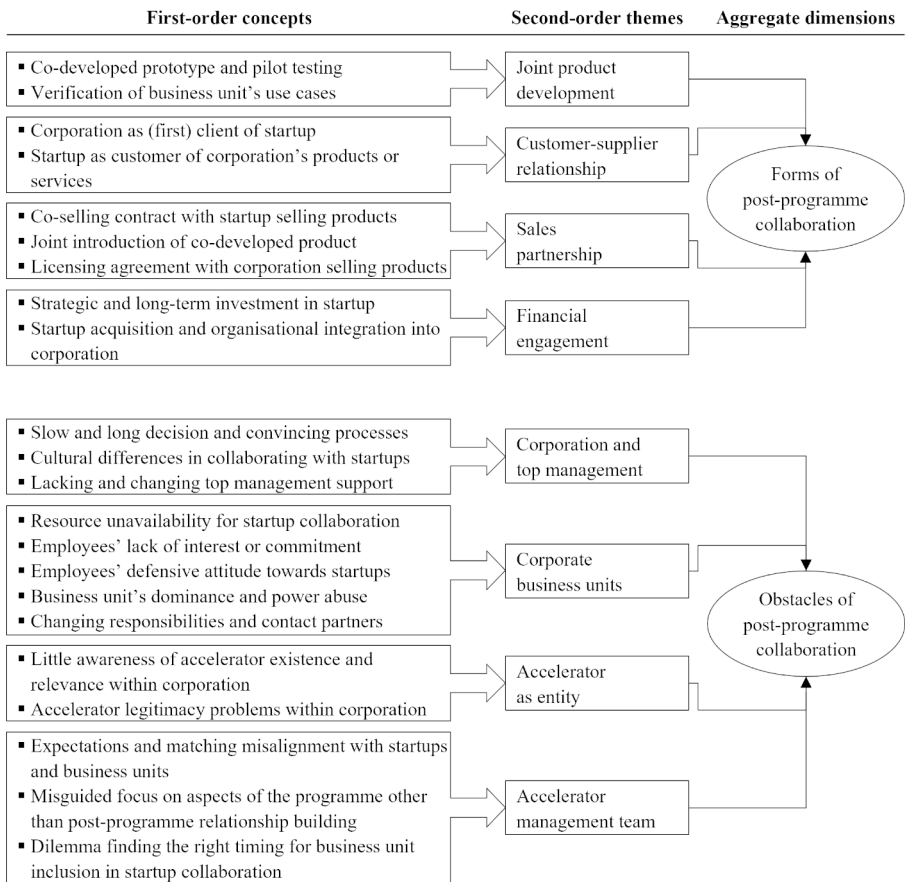 First-order concepts
Second-order themes
Aggregate dimensions
▪ Co-developed prototype and pilot testing
▪ Verification of business unit's use cases
Joint product
development
▪ Corporation as (first) client of startup
▪ Startup as customer of corporation's products or
services
Customer-supplier
relationship
▪ Co-selling contract with startup selling products
▪ Joint introduction of co-developed product
▪ Licensing agreement with corporation selling products
Sales
partnership
▪ Strategic and long-term investment in startup
▪ Startup acquisition and organisational integration into
corporation
Financial
engagement
Forms of
post-programme
collaboration
▪ Slow and long decision and convincing processes
▪ Cultural differences in collaborating with startups
▪ Lacking and changing top management support
Corporation and
top management
▪ Resource unavailability for startup collaboration
▪ Employees' lack of interest or commitment
▪ Employees' defensive attitude towards startups
▪ Business unit's dominance and power abuse
▪ Changing responsibilities and contact partners
Corporate
business units
▪ Little awareness of accelerator existence and
relevance within corporation
▪ Accelerator legitimacy problems within corporation
Accelerator
as entity
▪ Expectations and matching misalignment with startups
and business units
▪ Misguided focus on aspects of the programme other
than post-programme relationship building
▪ Dilemma finding the right timing for business unit
inclusion in startup collaboration
Accelerator
management team
Obstacles of
post-programme
collaboration